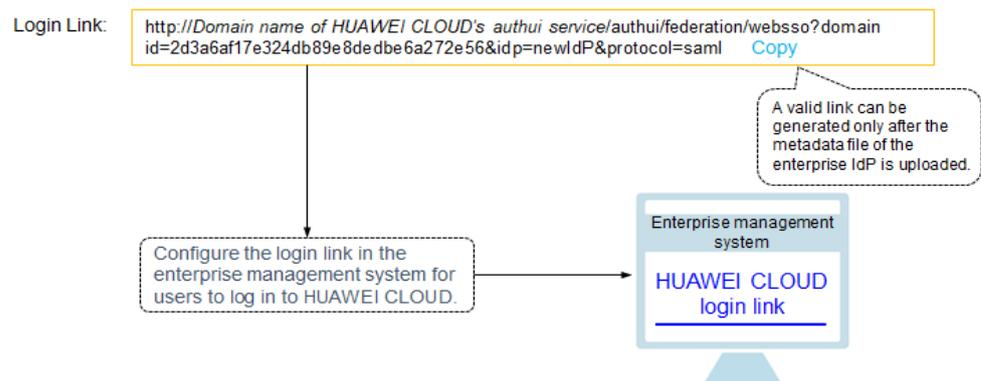 Login Link:
http://Domain name of HUAWEI CLOUD's authui service/authui/federation/websso?domain
id=2d3a6af17e324db89e8dedbe6a272e56&idp=newIdP&protocol=saml Copy
A valid link can be
generated only after the
metadata file of the
enterprise IdP is uploaded.
Configure the login link in the
enterprise management system for
users to log in to HUAWEI CLOUD.
Enterprise management
system
HUAWEI CLOUD
login link